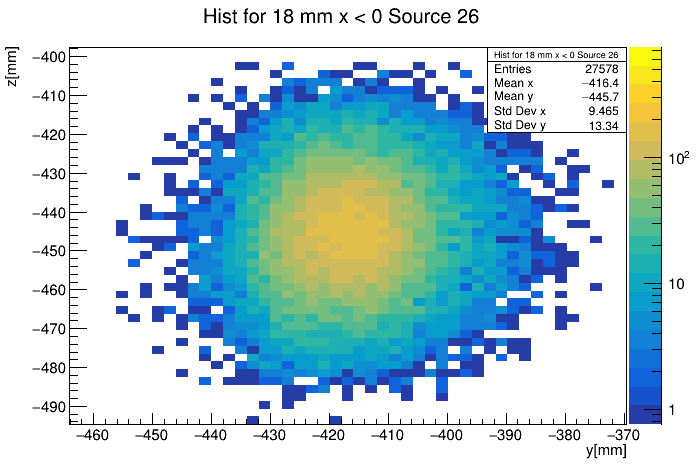 Hist for 18 mm x < 0 Source 26
z[mm]
−400
−410
−420
−430
−440
−450
−460
−470
−480
−490
Hist for 18 mm x < 0 Source 26
Entries 27578
Mean x −416.4
Mean y −445.7
Std Dev x 9.465
Std Dev y 13.34
10²
10
1
−460 −450 −440 −430 −420 −410 −400 −390 −380 −370
y[mm]